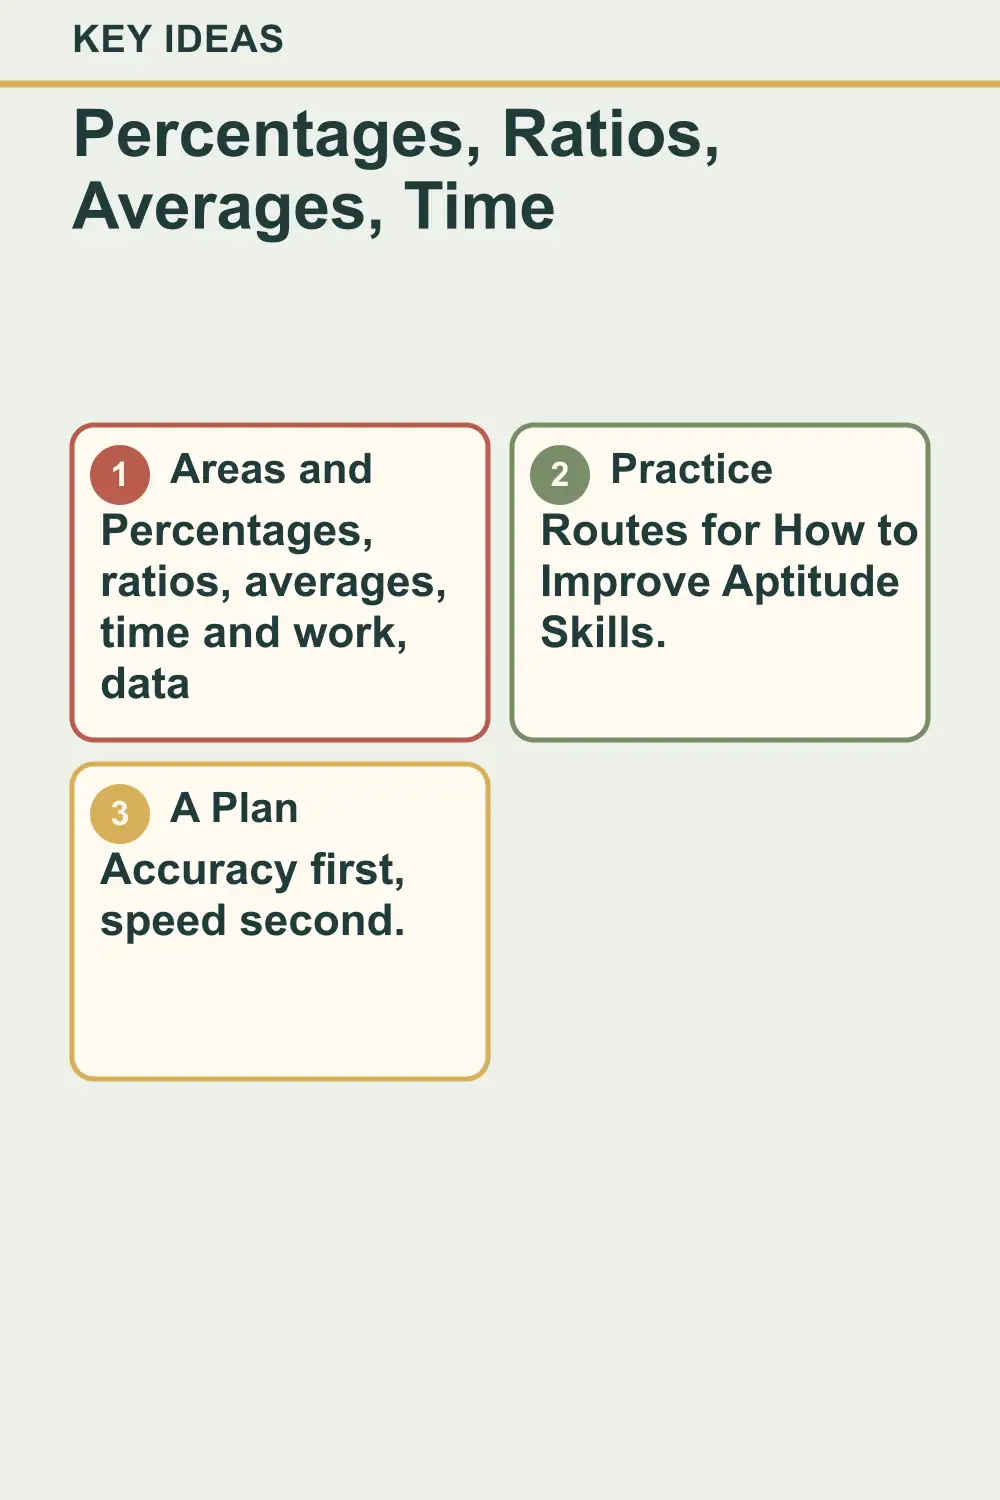 KEY IDEAS
Percentages, Ratios,
Averages, Time
1 Areas and
Percentages,
ratios, averages,
time and work,
data
2 Practice
Routes for How to
Improve Aptitude
Skills.
3 A Plan
Accuracy first,
speed second.